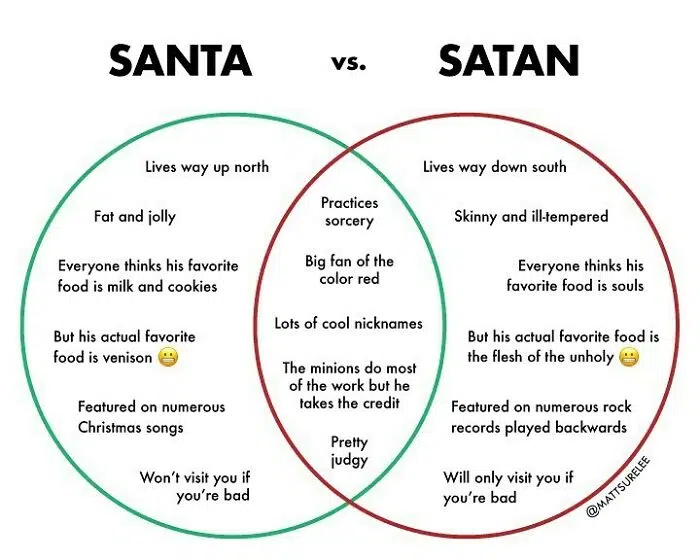 SANTA vs. SATAN
Lives way up north
Fat and jolly
Everyone thinks his favorite
food is milk and cookies
But his actual favorite
food is venison 😬
Featured on numerous
Christmas songs
Won't visit you if
you're bad
Practices
sorcery
Big fan of the
color red
Lots of cool nicknames
The minions do most
of the work but he
takes the credit
Pretty
judgy
Lives way down south
Skinny and ill-tempered
Everyone thinks his
favorite food is souls
But his actual favorite food is
the flesh of the unholy 😬
Featured on numerous rock
records played backwards
Will only visit you if
you're bad
@MATTSURELEE